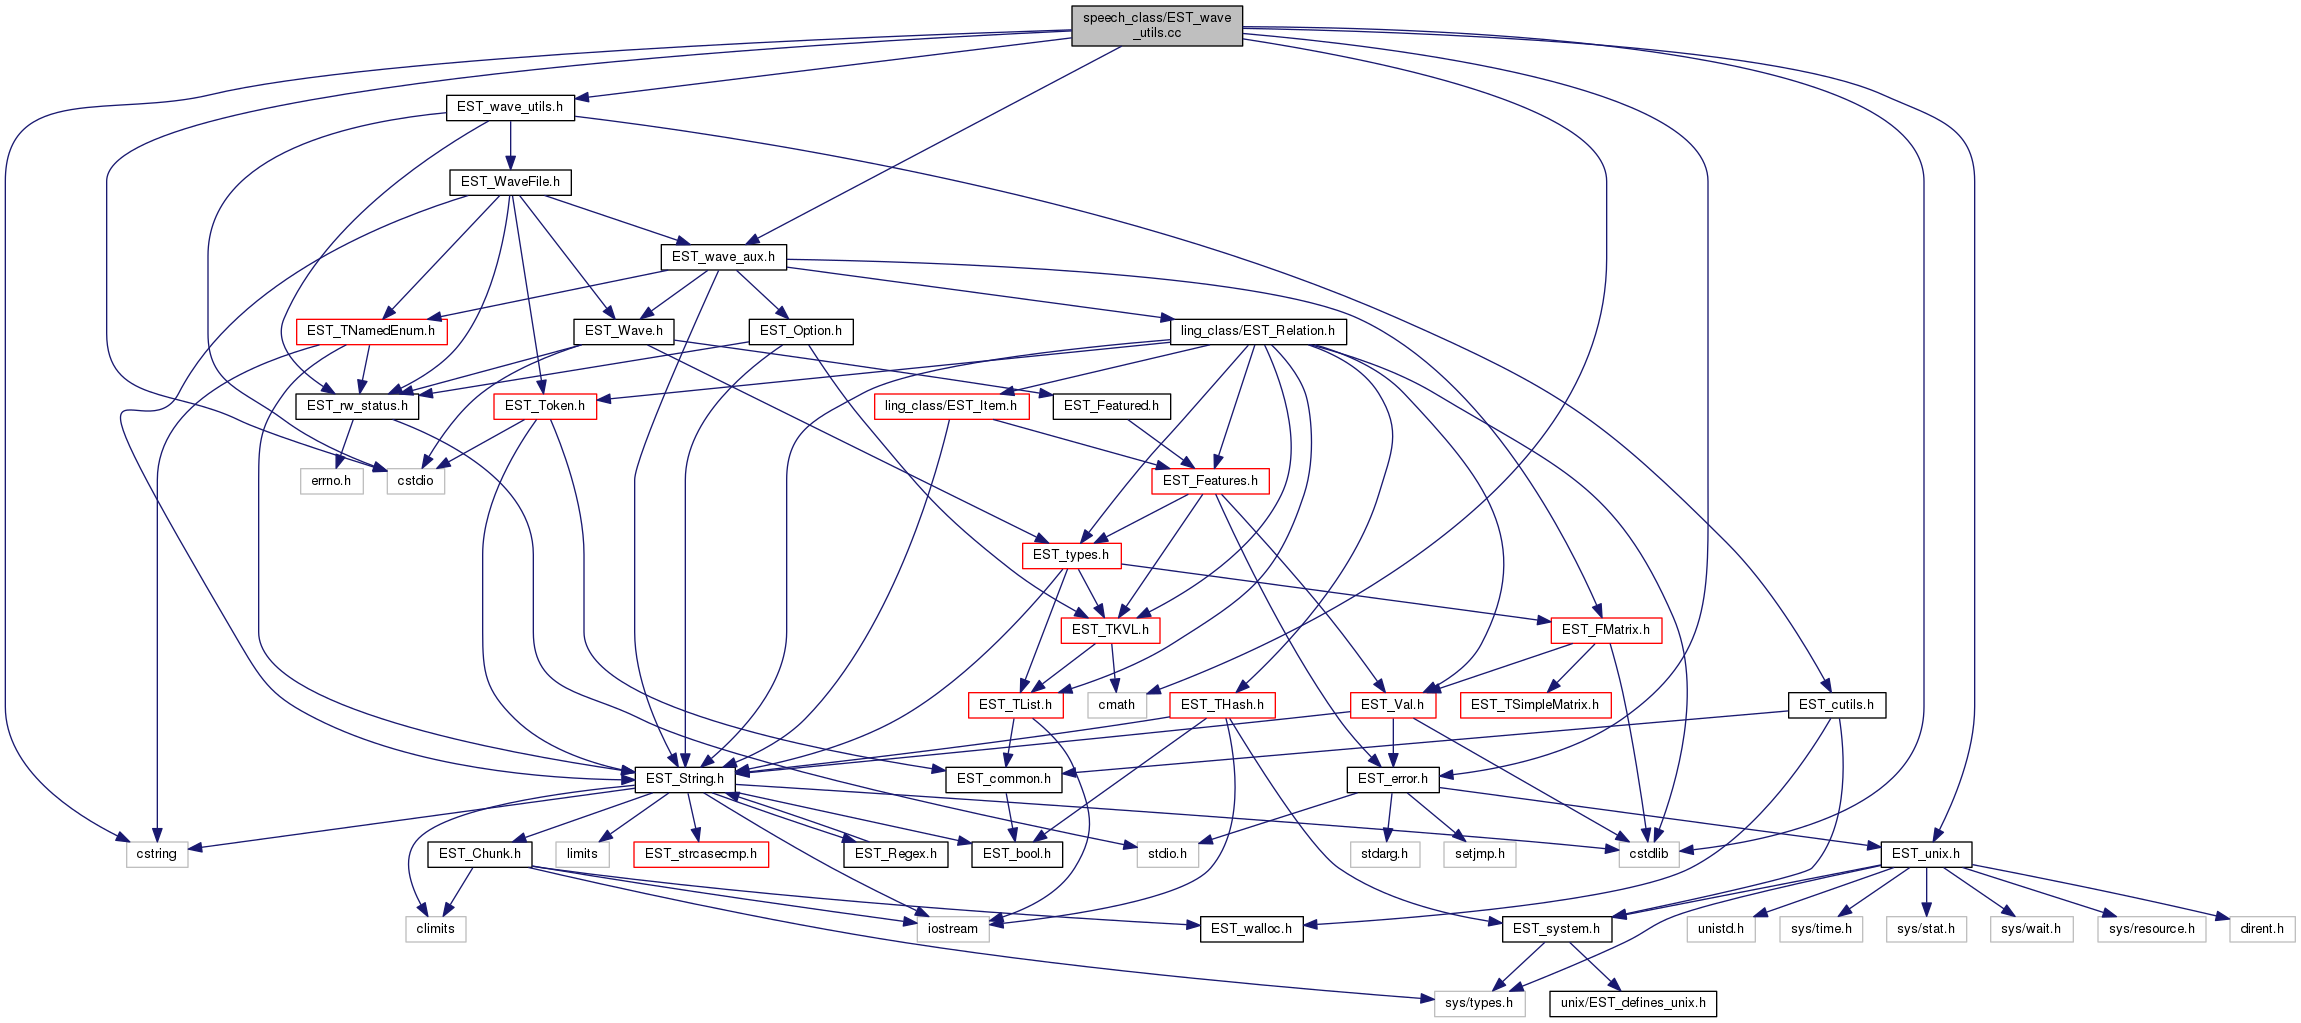 speech_class/EST_wave
_utils.cc
EST_wave_utils.h
EST_WaveFile.h
EST_wave_aux.h
EST_TNamedEnum.h
EST_Wave.h
EST_Option.h
ling_class/EST_Relation.h
EST_rw_status.h
EST_Token.h
ling_class/EST_Item.h
EST_Featured.h
errno.h
cstdio
EST_Features.h
EST_types.h
EST_TKVL.h
EST_FMatrix.h
EST_TList.h
cmath
EST_THash.h
EST_Val.h
EST_TSimpleMatrix.h
EST_cutils.h
EST_String.h
EST_common.h
EST_error.h
cstring
EST_Chunk.h
limits
EST_strcasecmp.h
EST_Regex.h
EST_bool.h
stdio.h
stdarg.h
setjmp.h
cstdlib
EST_unix.h
climits
iostream
EST_walloc.h
EST_system.h
unistd.h
sys/time.h
sys/stat.h
sys/wait.h
sys/resource.h
dirent.h
sys/types.h
unix/EST_defines_unix.h